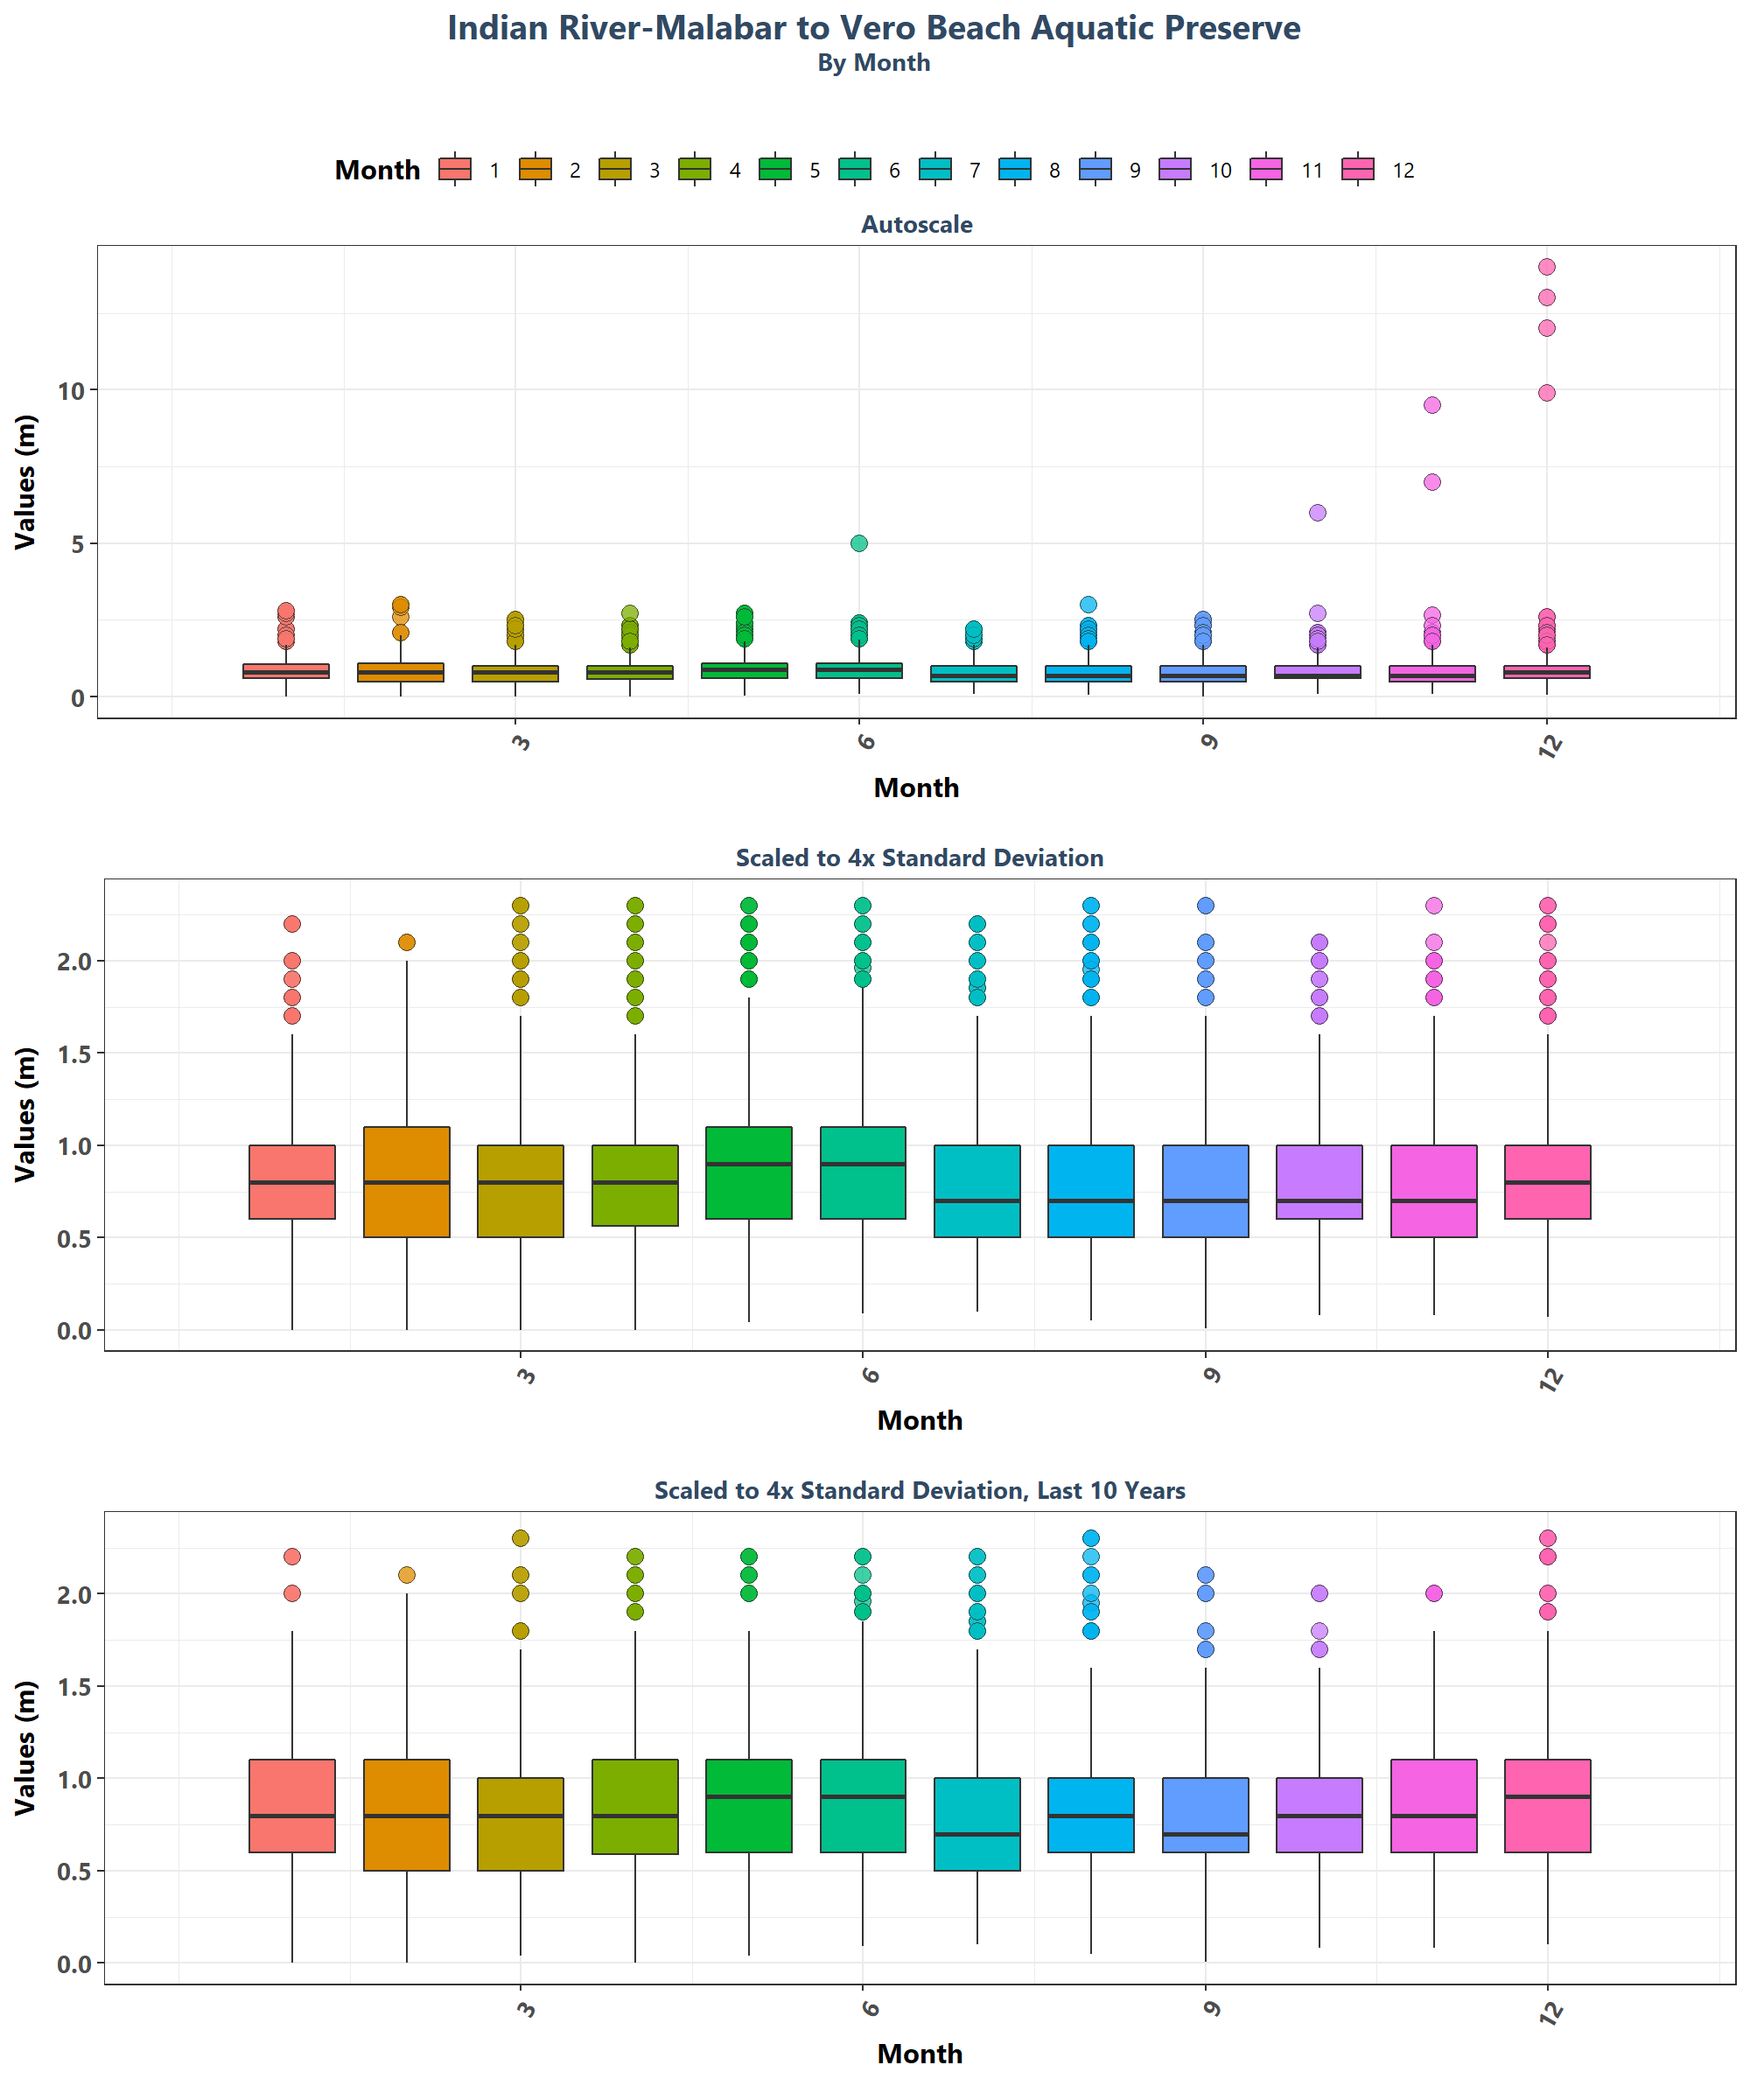 Indian River-Malabar to Vero Beach Aquatic Preserve
By Month
Month 1 2 3 4 5 6 7 8 9 10 11 12
Autoscale
Values (m)
10
5
0
3 6 9 12
Month
Scaled to 4x Standard Deviation
Values (m)
2.0
1.5
1.0
0.5
0.0
3 6 9 12
Month
Scaled to 4x Standard Deviation, Last 10 Years
Values (m)
2.0
1.5
1.0
0.5
0.0
3 6 9 12
Month